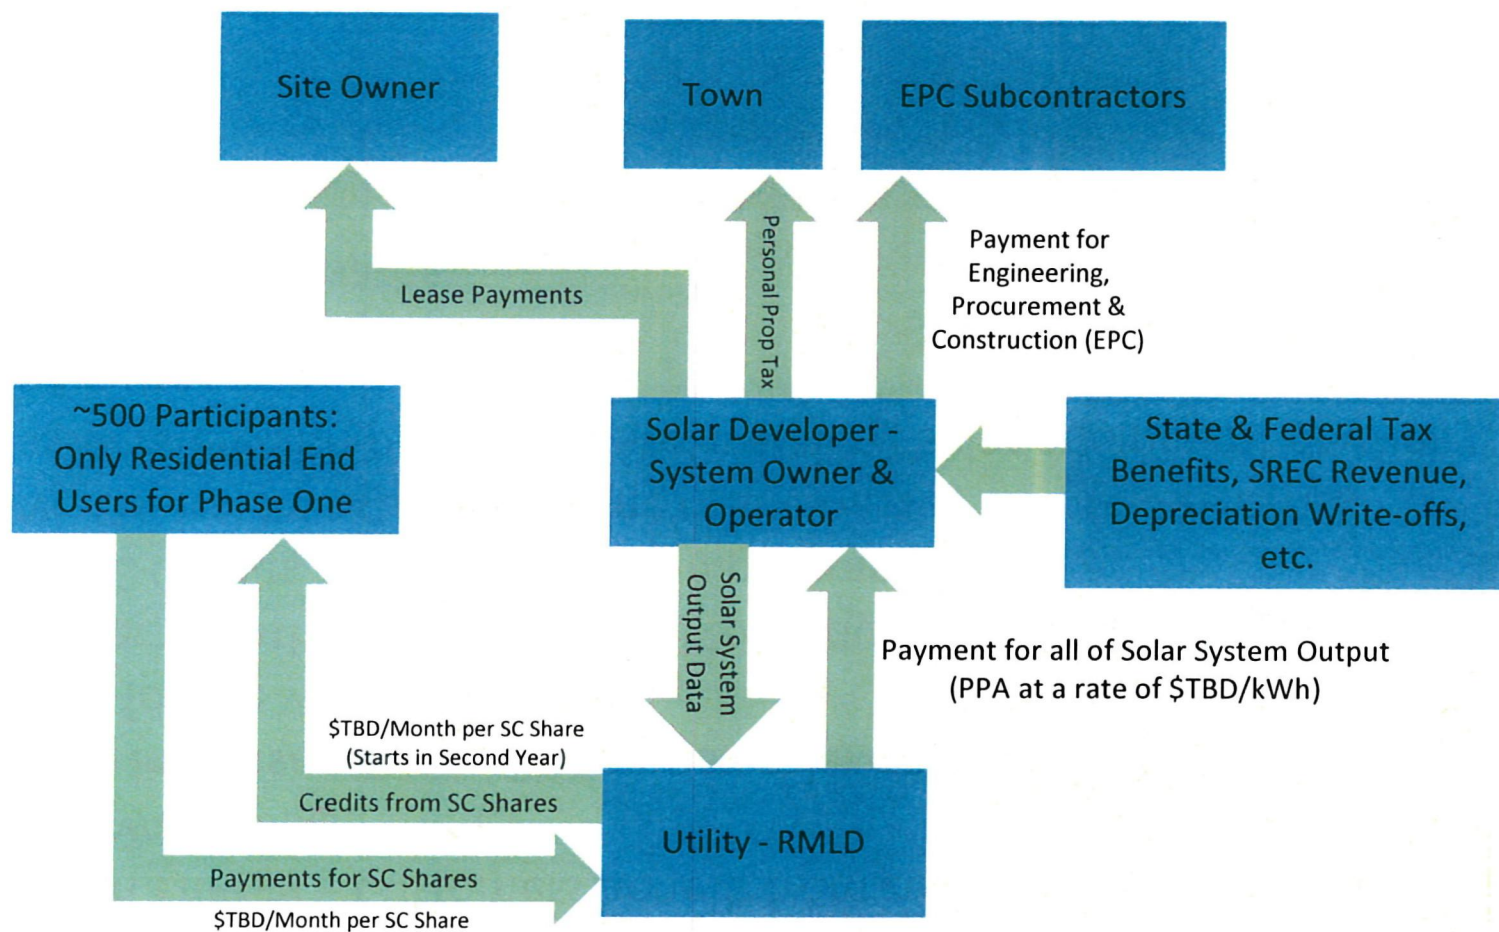 Site Owner
Town
EPC Subcontractors
Personal Prop Tax
Payment for
Engineering,
Procurement &
Construction (EPC)
Lease Payments
~500 Participants:
Only Residential End
Users for Phase One
Solar Developer -
System Owner &
Operator
State & Federal Tax
Benefits, SREC Revenue,
Depreciation Write-offs,
etc.
Solar System
Output Data
Payment for all of Solar System Output
(PPA at a rate of $TBD/kWh)
$TBD/Month per SC Share
(Starts in Second Year)
Credits from SC Shares
Utility - RMLD
Payments for SC Shares
$TBD/Month per SC Share